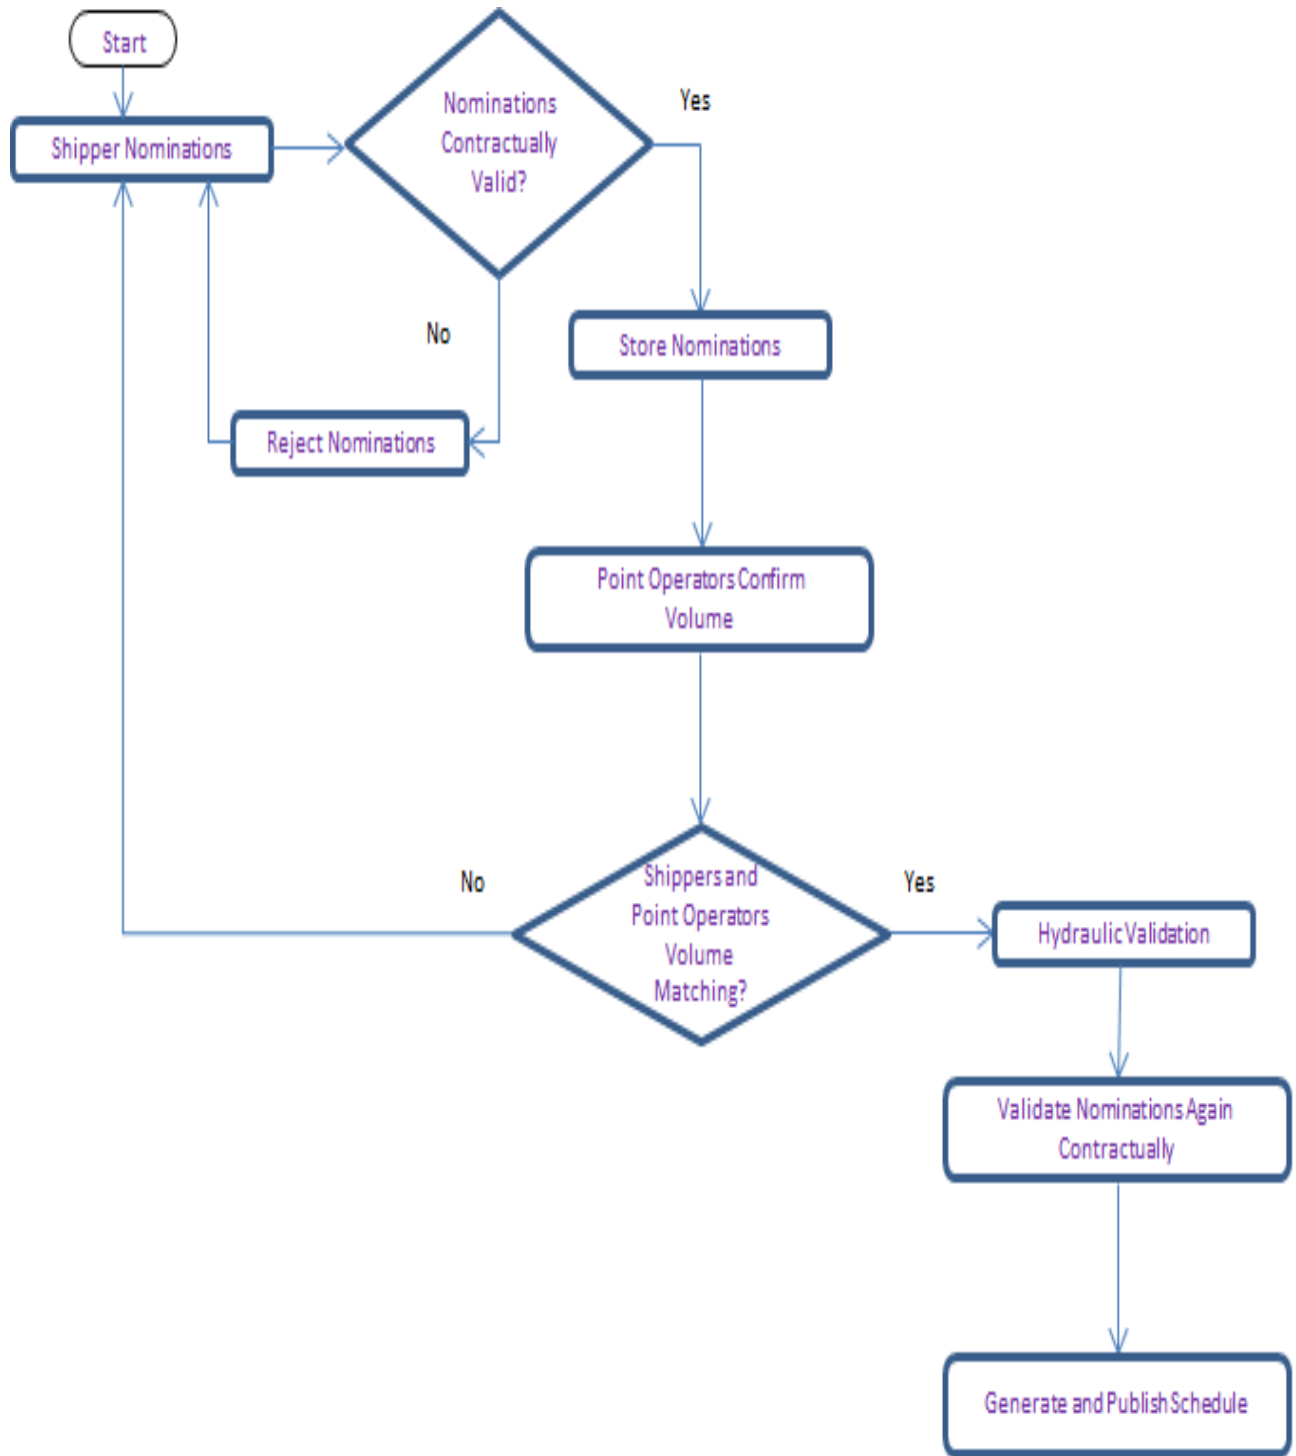 Start
Shipper Nominations
Nominations
Contractually
Valid?
Yes
No
Store Nominations
Reject Nominations
Point Operators Confirm
Volume
No
Shippers and
Point Operators
Volume
Matching?
Yes
Hydraulic Validation
Validate Nominations Again
Contractually
Generate and Publish Schedule